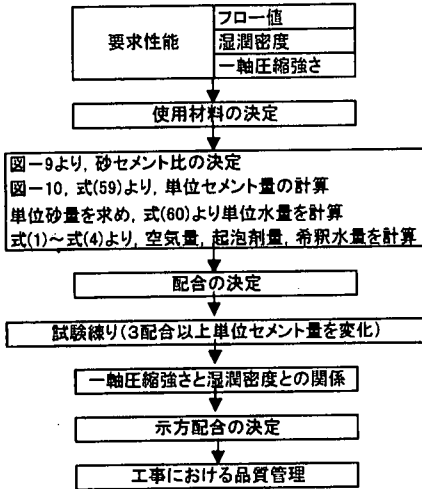 要求性能
フロー値
湿潤密度
一軸圧縮強さ
使用材料の決定
図－9より, 砂セメント比の決定
図－10, 式(59)より, 単位セメント量の計算
単位砂量を求め, 式(60)より単位水量を計算
式(1)～式(4)より, 空気量, 起泡剤量, 希釈水量を計算
配合の決定
試験練り(3配合以上単位セメント量を変化)
一軸圧縮強さと湿潤密度との関係
示方配合の決定
工事における品質管理